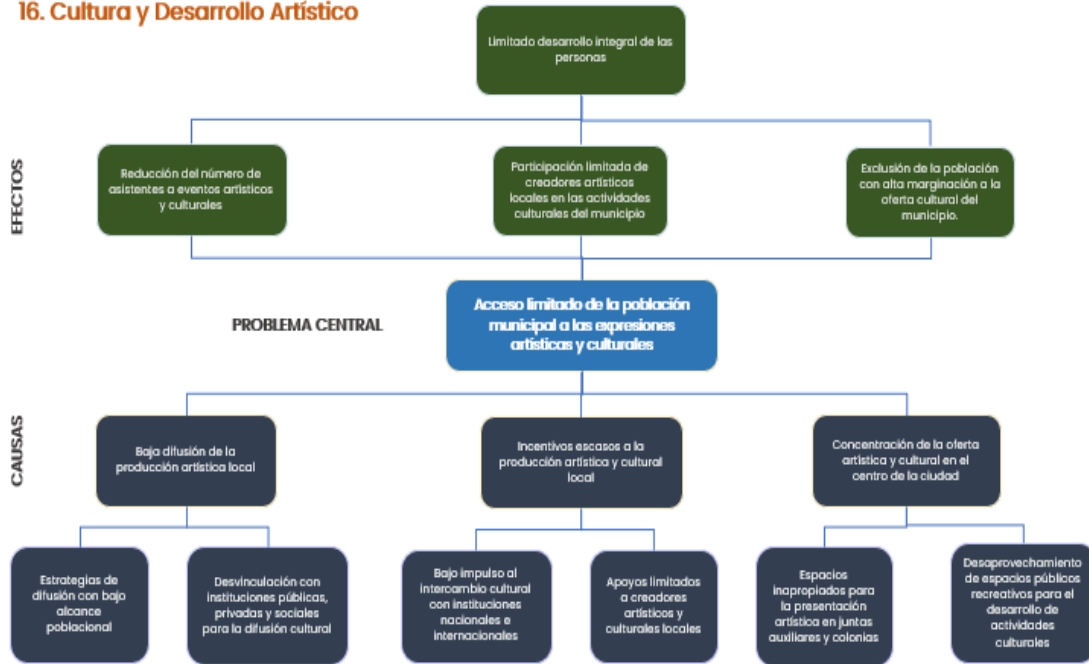 16. Cultura y Desarrollo Artístico
Limitado desarrollo integral de las
personas
EFECTOS
Reducción del número de
asistentes a eventos artísticos
y culturales
Participación limitada de
creadores artísticos
locales en las actividades
culturales del municipio
Exclusión de la población
con alta marginación a la
oferta cultural del
municipio.
PROBLEMA CENTRAL
Acceso limitado de la población
municipal a las expresiones
artísticas y culturales
CAUSAS
Baja difusión de la
producción artística local
Incentivos escasos a la
producción artística y cultural
local
Concentración de la oferta
artística y cultural en el
centro de la ciudad
Estrategias de
difusión con bajo
alcance
poblacional
Desvinculación con
instituciones públicas,
privadas y sociales
para la difusión cultural
Bajo impulso al
intercambio cultural
con instituciones
nacionales e
internacionales
Apoyos limitados
a creadores
artísticos y
culturales locales
Espacios
inapropiados para
la presentación
artística en juntas
auxiliares y colonias
Desaprovechamiento
de espacios públicos
recreativos para el
desarrollo de
actividades
culturales